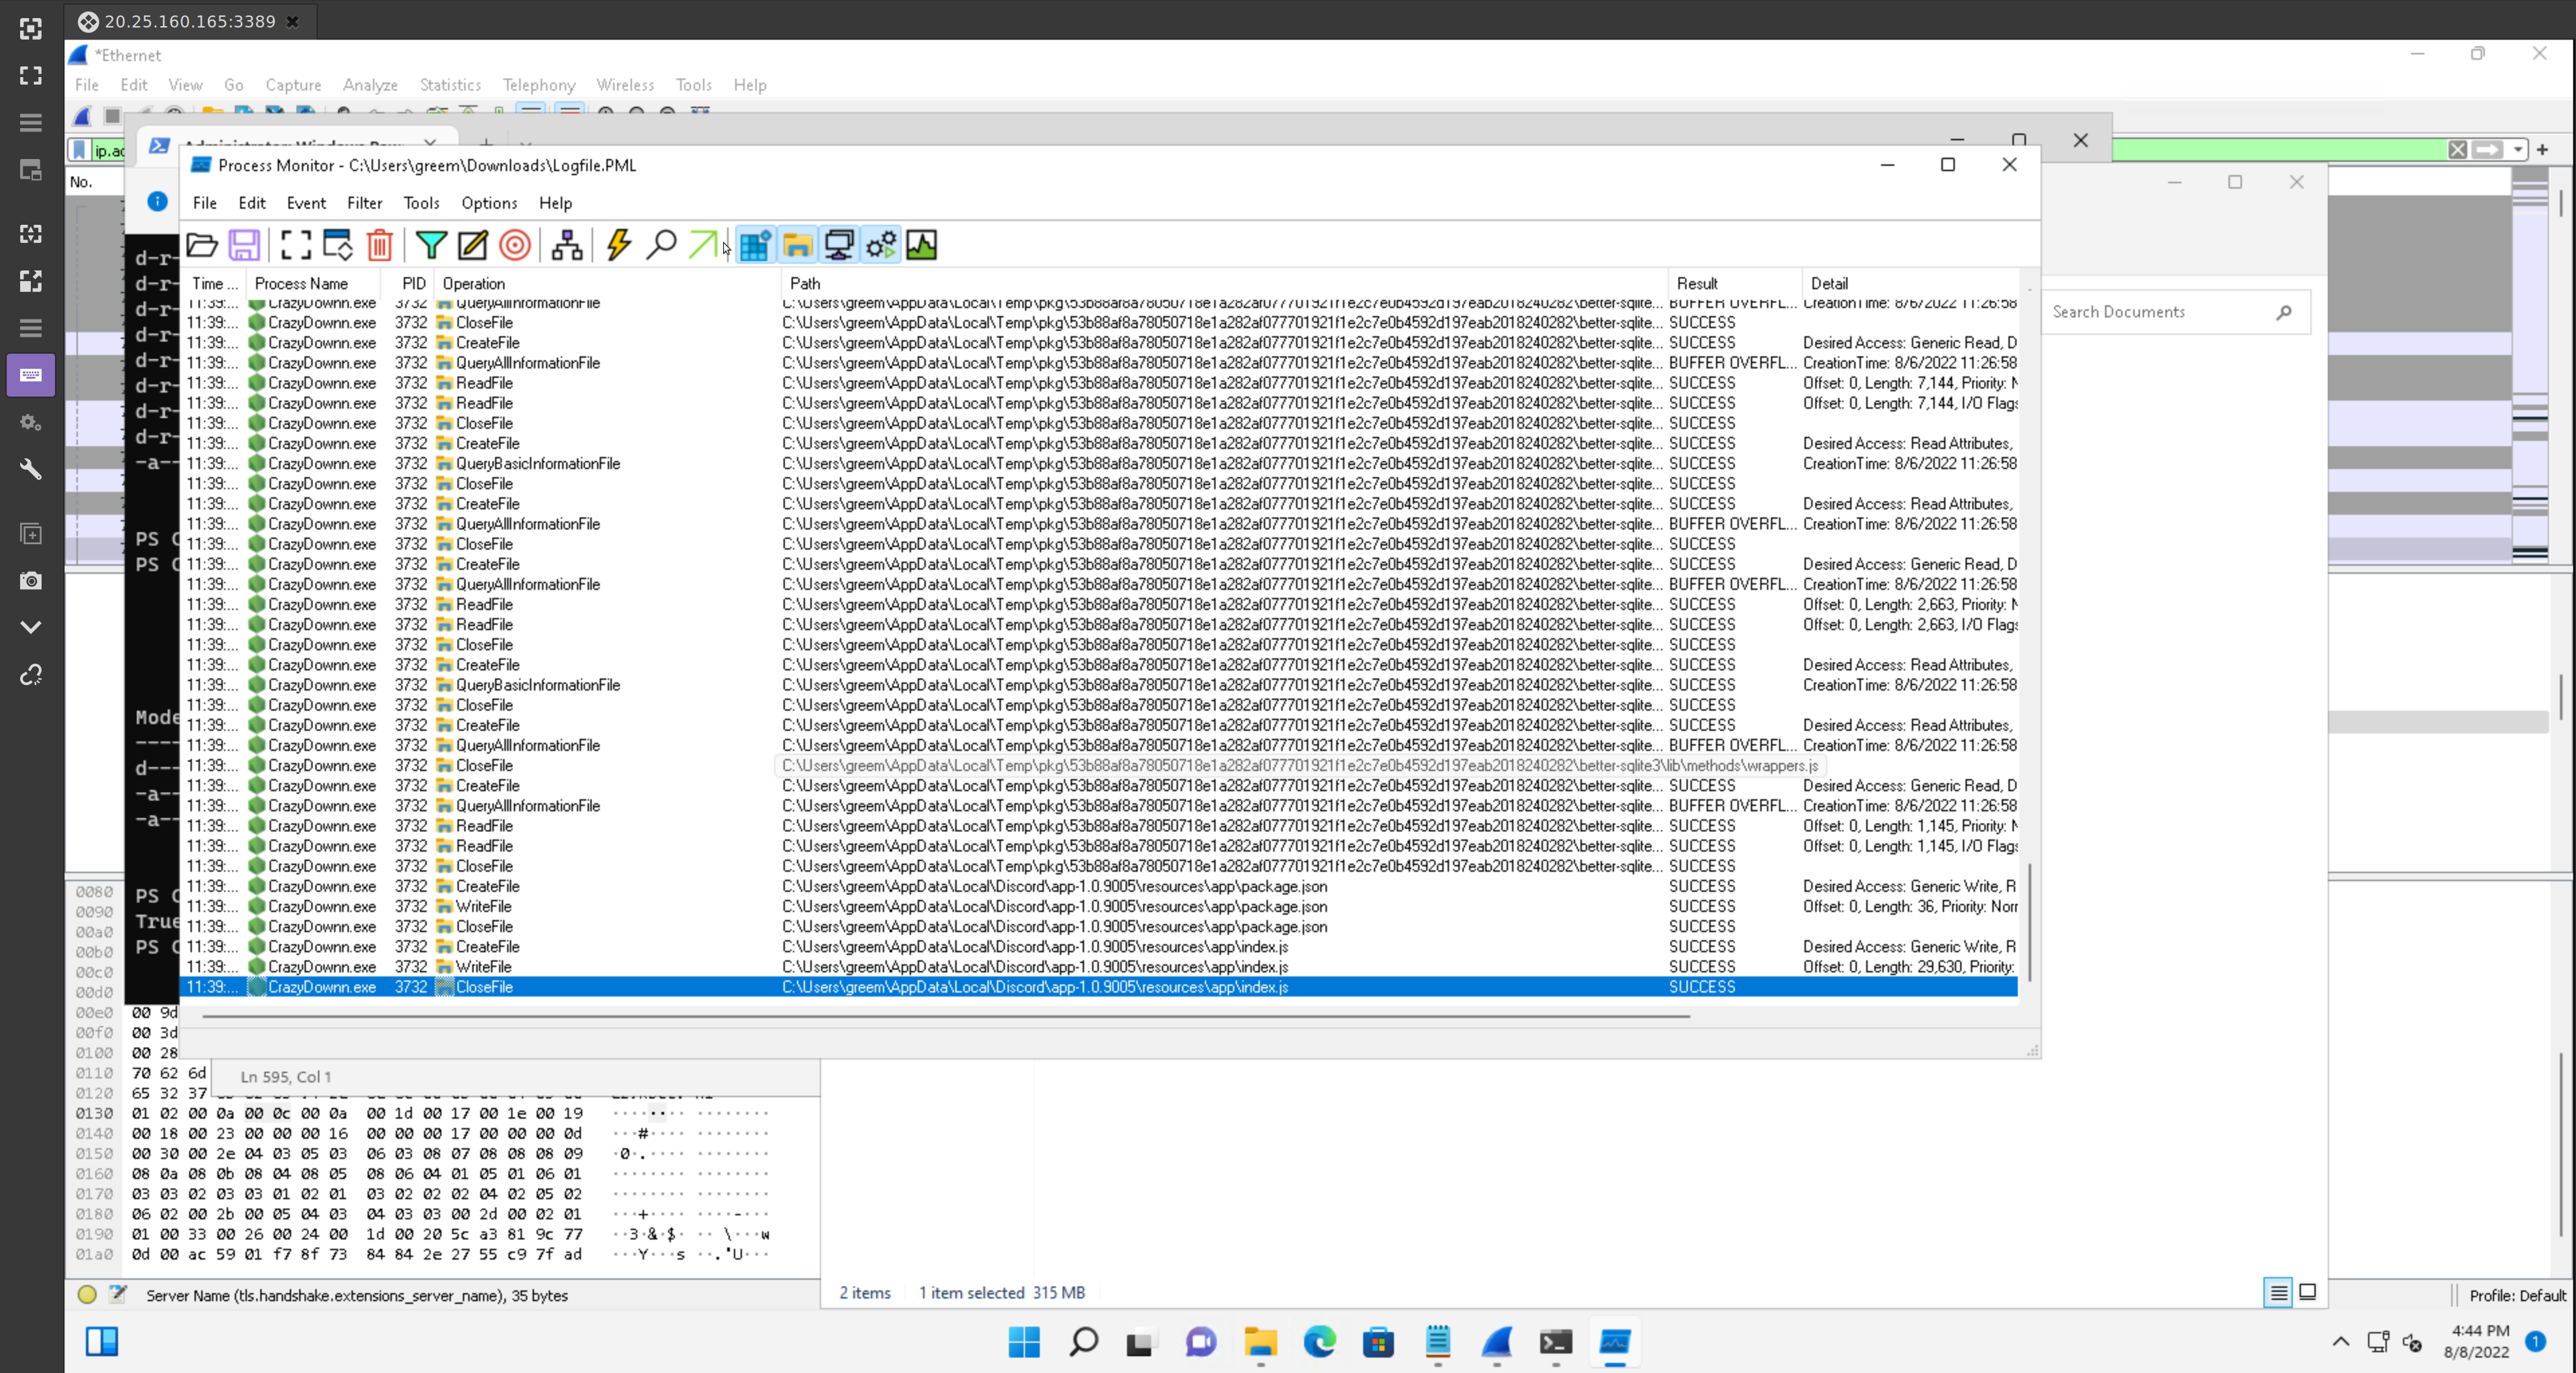 20.25.160.165:3389
*Ethernet
File Edit View Go Capture Analyze Statistics Telephony Wireless Tools Help
ip.ac
No.
Process Monitor - C:\Users\greem\Downloads\Logfile.PML
File Edit Event Filter Tools Options Help
Search Documents
Time ... Process Name PID Operation Path Result Detail
11:39:... CrazyDownn.exe 3732 QueryAllInformationFile C:\Users\greem\AppData\Local\Temp\pkg\53b88af8a78050718e1a282af077701921f1e2c7e0b4592d197eab2018240282\better-sqlite... BUFFER OVERFL... CreationTime: 8/6/2022 11:26:58
11:39:... CrazyDownn.exe 3732 CloseFile C:\Users\greem\AppData\Local\Temp\pkg\53b88af8a78050718e1a282af077701921f1e2c7e0b4592d197eab2018240282\better-sqlite... SUCCESS
11:39:... CrazyDownn.exe 3732 CreateFile C:\Users\greem\AppData\Local\Temp\pkg\53b88af8a78050718e1a282af077701921f1e2c7e0b4592d197eab2018240282\better-sqlite... SUCCESS Desired Access: Generic Read, D
11:39:... CrazyDownn.exe 3732 QueryAllInformationFile C:\Users\greem\AppData\Local\Temp\pkg\53b88af8a78050718e1a282af077701921f1e2c7e0b4592d197eab2018240282\better-sqlite... BUFFER OVERFL... CreationTime: 8/6/2022 11:26:58
11:39:... CrazyDownn.exe 3732 ReadFile C:\Users\greem\AppData\Local\Temp\pkg\53b88af8a78050718e1a282af077701921f1e2c7e0b4592d197eab2018240282\better-sqlite... SUCCESS Offset: 0, Length: 7,144, Priority: N
11:39:... CrazyDownn.exe 3732 ReadFile C:\Users\greem\AppData\Local\Temp\pkg\53b88af8a78050718e1a282af077701921f1e2c7e0b4592d197eab2018240282\better-sqlite... SUCCESS Offset: 0, Length: 7,144, I/O Flags
11:39:... CrazyDownn.exe 3732 CloseFile C:\Users\greem\AppData\Local\Temp\pkg\53b88af8a78050718e1a282af077701921f1e2c7e0b4592d197eab2018240282\better-sqlite... SUCCESS
11:39:... CrazyDownn.exe 3732 CreateFile C:\Users\greem\AppData\Local\Temp\pkg\53b88af8a78050718e1a282af077701921f1e2c7e0b4592d197eab2018240282\better-sqlite... SUCCESS Desired Access: Read Attributes,
11:39:... CrazyDownn.exe 3732 QueryBasicInformationFile C:\Users\greem\AppData\Local\Temp\pkg\53b88af8a78050718e1a282af077701921f1e2c7e0b4592d197eab2018240282\better-sqlite... SUCCESS CreationTime: 8/6/2022 11:26:58
11:39:... CrazyDownn.exe 3732 CloseFile C:\Users\greem\AppData\Local\Temp\pkg\53b88af8a78050718e1a282af077701921f1e2c7e0b4592d197eab2018240282\better-sqlite... SUCCESS
11:39:... CrazyDownn.exe 3732 CreateFile C:\Users\greem\AppData\Local\Temp\pkg\53b88af8a78050718e1a282af077701921f1e2c7e0b4592d197eab2018240282\better-sqlite... SUCCESS Desired Access: Read Attributes,
11:39:... CrazyDownn.exe 3732 QueryAllInformationFile C:\Users\greem\AppData\Local\Temp\pkg\53b88af8a78050718e1a282af077701921f1e2c7e0b4592d197eab2018240282\better-sqlite... BUFFER OVERFL... CreationTime: 8/6/2022 11:26:58
11:39:... CrazyDownn.exe 3732 CloseFile C:\Users\greem\AppData\Local\Temp\pkg\53b88af8a78050718e1a282af077701921f1e2c7e0b4592d197eab2018240282\better-sqlite... SUCCESS
11:39:... CrazyDownn.exe 3732 CreateFile C:\Users\greem\AppData\Local\Temp\pkg\53b88af8a78050718e1a282af077701921f1e2c7e0b4592d197eab2018240282\better-sqlite... SUCCESS Desired Access: Generic Read, D
11:39:... CrazyDownn.exe 3732 QueryAllInformationFile C:\Users\greem\AppData\Local\Temp\pkg\53b88af8a78050718e1a282af077701921f1e2c7e0b4592d197eab2018240282\better-sqlite... BUFFER OVERFL... CreationTime: 8/6/2022 11:26:58
11:39:... CrazyDownn.exe 3732 ReadFile C:\Users\greem\AppData\Local\Temp\pkg\53b88af8a78050718e1a282af077701921f1e2c7e0b4592d197eab2018240282\better-sqlite... SUCCESS Offset: 0, Length: 2,663, Priority: N
11:39:... CrazyDownn.exe 3732 ReadFile C:\Users\greem\AppData\Local\Temp\pkg\53b88af8a78050718e1a282af077701921f1e2c7e0b4592d197eab2018240282\better-sqlite... SUCCESS Offset: 0, Length: 2,663, I/O Flags
11:39:... CrazyDownn.exe 3732 CloseFile C:\Users\greem\AppData\Local\Temp\pkg\53b88af8a78050718e1a282af077701921f1e2c7e0b4592d197eab2018240282\better-sqlite... SUCCESS
11:39:... CrazyDownn.exe 3732 CreateFile C:\Users\greem\AppData\Local\Temp\pkg\53b88af8a78050718e1a282af077701921f1e2c7e0b4592d197eab2018240282\better-sqlite... SUCCESS Desired Access: Read Attributes,
11:39:... CrazyDownn.exe 3732 QueryBasicInformationFile C:\Users\greem\AppData\Local\Temp\pkg\53b88af8a78050718e1a282af077701921f1e2c7e0b4592d197eab2018240282\better-sqlite... SUCCESS CreationTime: 8/6/2022 11:26:58
11:39:... CrazyDownn.exe 3732 CloseFile C:\Users\greem\AppData\Local\Temp\pkg\53b88af8a78050718e1a282af077701921f1e2c7e0b4592d197eab2018240282\better-sqlite... SUCCESS
11:39:... CrazyDownn.exe 3732 CreateFile C:\Users\greem\AppData\Local\Temp\pkg\53b88af8a78050718e1a282af077701921f1e2c7e0b4592d197eab2018240282\better-sqlite... SUCCESS Desired Access: Read Attributes,
11:39:... CrazyDownn.exe 3732 QueryAllInformationFile C:\Users\greem\AppData\Local\Temp\pkg\53b88af8a78050718e1a282af077701921f1e2c7e0b4592d197eab2018240282\better-sqlite... BUFFER OVERFL... CreationTime: 8/6/2022 11:26:58
11:39:... CrazyDownn.exe 3732 CloseFile C:\Users\greem\AppData\Local\Temp\pkg\53b88af8a78050718e1a282af077701921f1e2c7e0b4592d197eab2018240282\better-sqlite3\lib\methods\wrappers.js
11:39:... CrazyDownn.exe 3732 CreateFile C:\Users\greem\AppData\Local\Temp\pkg\53b88af8a78050718e1a282af077701921f1e2c7e0b4592d197eab2018240282\better-sqlite... SUCCESS Desired Access: Generic Read, D
11:39:... CrazyDownn.exe 3732 QueryAllInformationFile C:\Users\greem\AppData\Local\Temp\pkg\53b88af8a78050718e1a282af077701921f1e2c7e0b4592d197eab2018240282\better-sqlite... BUFFER OVERFL... CreationTime: 8/6/2022 11:26:58
11:39:... CrazyDownn.exe 3732 ReadFile C:\Users\greem\AppData\Local\Temp\pkg\53b88af8a78050718e1a282af077701921f1e2c7e0b4592d197eab2018240282\better-sqlite... SUCCESS Offset: 0, Length: 1,145, Priority: N
11:39:... CrazyDownn.exe 3732 ReadFile C:\Users\greem\AppData\Local\Temp\pkg\53b88af8a78050718e1a282af077701921f1e2c7e0b4592d197eab2018240282\better-sqlite... SUCCESS Offset: 0, Length: 1,145, I/O Flags
11:39:... CrazyDownn.exe 3732 CloseFile C:\Users\greem\AppData\Local\Temp\pkg\53b88af8a78050718e1a282af077701921f1e2c7e0b4592d197eab2018240282\better-sqlite... SUCCESS
11:39:... CrazyDownn.exe 3732 CreateFile C:\Users\greem\AppData\Local\Discord\app-1.0.9005\resources\app\package.json SUCCESS Desired Access: Generic Write, R
11:39:... CrazyDownn.exe 3732 WriteFile C:\Users\greem\AppData\Local\Discord\app-1.0.9005\resources\app\package.json SUCCESS Offset: 0, Length: 36, Priority: Norr
11:39:... CrazyDownn.exe 3732 CloseFile C:\Users\greem\AppData\Local\Discord\app-1.0.9005\resources\app\package.json SUCCESS
11:39:... CrazyDownn.exe 3732 CreateFile C:\Users\greem\AppData\Local\Discord\app-1.0.9005\resources\app\index.js SUCCESS Desired Access: Generic Write, R
11:39:... CrazyDownn.exe 3732 WriteFile C:\Users\greem\AppData\Local\Discord\app-1.0.9005\resources\app\index.js SUCCESS Offset: 0, Length: 29,630, Priority:
11:39:... CrazyDownn.exe 3732 CloseFile C:\Users\greem\AppData\Local\Discord\app-1.0.9005\resources\app\index.js SUCCESS
d-r-
d-r-
d-r-
d-r-
d-r-
d-r-
d-r-
d-r-
-a--
PS C
PS C
Mode
----
d---
-a--
-a--
PS C
True
PS C
0080
0090
00a0
00b0
00c0
00d0
00e0 00 9d
00f0 00 3d
0100 00 28
0110 70 62 6d
0120 65 32 37
Ln 595, Col 1
0130 01 02 00 0a 00 0c 00 0a 00 1d 00 17 00 1e 00 19
0140 00 18 00 23 00 00 00 16 00 00 00 17 00 00 00 0d ···#···· ········
0150 00 30 00 2e 04 03 05 03 06 03 08 07 08 08 08 09 ·0·.···· ········
0160 08 0a 08 0b 08 04 08 05 08 06 04 01 05 01 06 01 ········ ········
0170 03 03 02 03 03 01 02 01 03 02 02 02 04 02 05 02 ········ ········
0180 06 02 00 2b 00 05 04 03 04 03 03 00 2d 00 02 01 ···+···· ····-···
0190 01 00 33 00 26 00 24 00 1d 00 20 5c a3 81 9c 77 ··3·&·$· ·· \···w
01a0 0d 00 ac 59 01 f7 8f 73 84 84 2e 27 55 c9 7f ad ···Y···s ··.'U···
2 items 1 item selected 315 MB
Server Name (tls.handshake.extensions_server_name), 35 bytes
Profile: Default
4:44 PM
8/8/2022
1